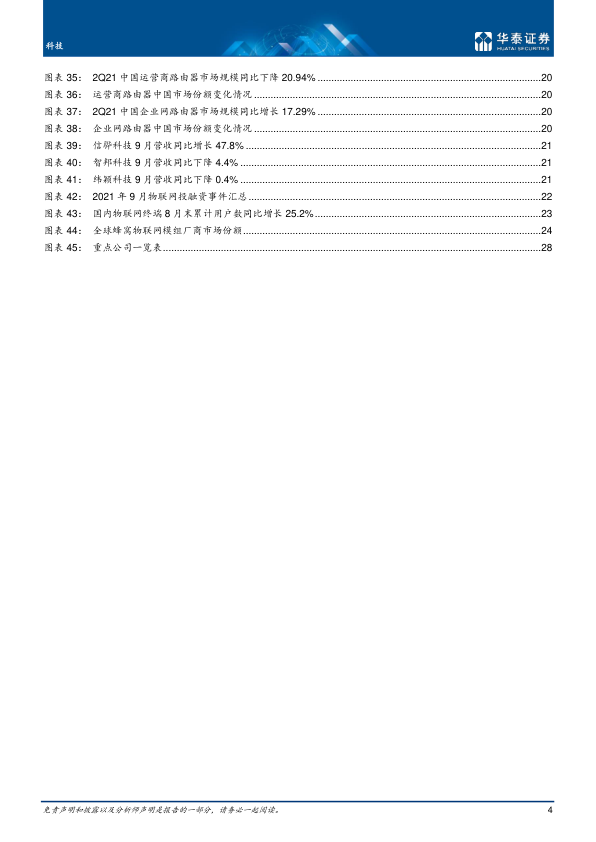 科技
华泰证券
HUATAI SECURITIES
图表 35： 2Q21 中国运营商路由器市场规模同比下降 20.94% 20
图表 36： 运营商路由器中国市场份额变化情况 20
图表 37： 2Q21 中国企业网路由器市场规模同比增长 17.29% 20
图表 38： 企业网路由器中国市场份额变化情况 20
图表 39： 信骅科技 9 月营收同比增长 47.8% 21
图表 40： 智邦科技 9 月营收同比下降 4.4% 21
图表 41： 纬颖科技 9 月营收同比下降 0.4% 21
图表 42： 2021 年 9 月物联网投融资事件汇总 22
图表 43： 国内物联网终端 8 月末累计用户数同比增长 25.2% 23
图表 44： 全球蜂窝物联网模组厂商市场份额 24
图表 45： 重点公司一览表 28
免责声明和披露以及分析师声明是报告的一部分，请务必一起阅读。 4